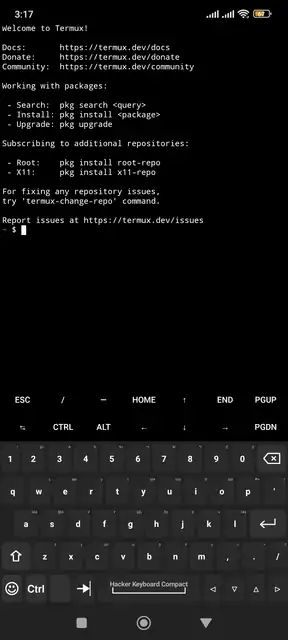 3:17
Welcome to Termux!
Docs: https://termux.dev/docs
Donate: https://termux.dev/donate
Community: https://termux.dev/community
Working with packages:
- Search: pkg search <query>
- Install: pkg install <package>
- Upgrade: pkg upgrade
Subscribing to additional repositories:
- Root: pkg install root-repo
- X11: pkg install x11-repo
For fixing any repository issues,
try 'termux-change-repo' command.
Report issues at https://termux.dev/issues
~ $
ESC / — HOME ↑ END PGUP
↹ CTRL ALT ← ↓ → PGDN
1 2 3 4 5 6 7 8 9 0
q w e r t y u i o p '
a s d f g h j k l
z x c v b n m , . /
Ctrl Hacker Keyboard Compact